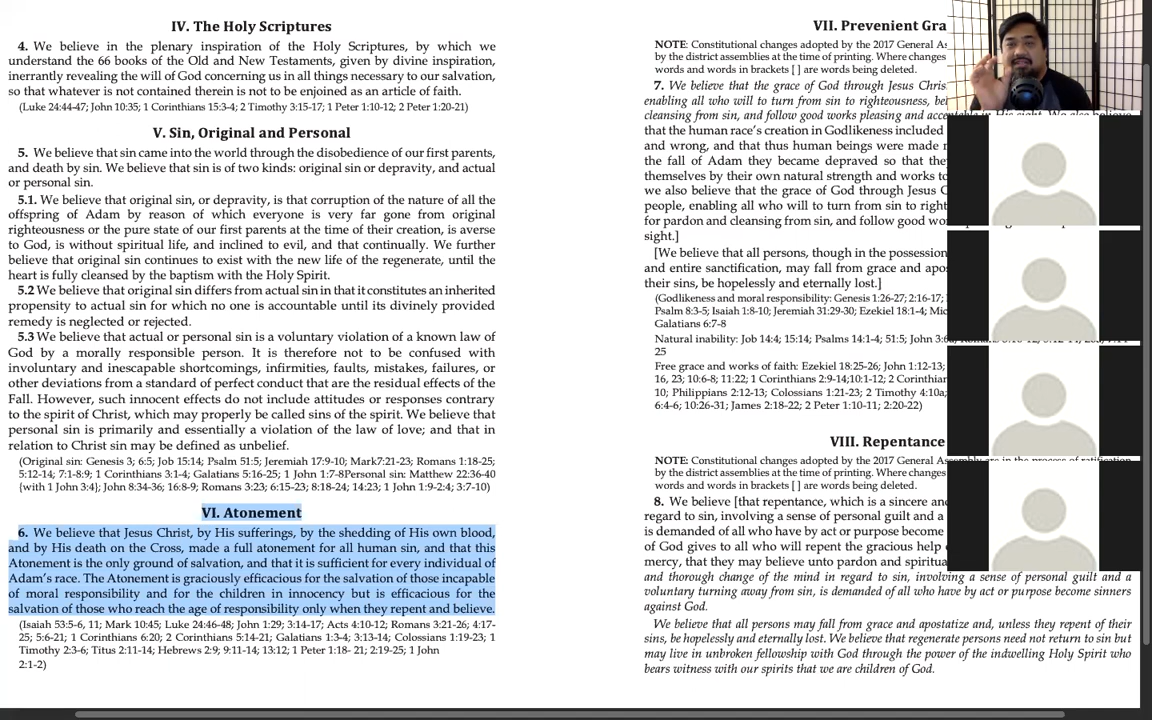 IV. The Holy Scriptures
4. We believe in the plenary inspiration of the Holy Scriptures, by which we
understand the 66 books of the Old and New Testaments, given by divine inspiration,
inerrantly revealing the will of God concerning us in all things necessary to our salvation,
so that whatever is not contained therein is not to be enjoined as an article of faith.
(Luke 24:44-47; John 10:35; 1 Corinthians 15:3-4; 2 Timothy 3:15-17; 1 Peter 1:10-12; 2 Peter 1:20-21)
V. Sin, Original and Personal
5. We believe that sin came into the world through the disobedience of our first parents,
and death by sin. We believe that sin is of two kinds: original sin or depravity, and actual
or personal sin.
5.1. We believe that original sin, or depravity, is that corruption of the nature of all the
offspring of Adam by reason of which everyone is very far gone from original
righteousness or the pure state of our first parents at the time of their creation, is averse
to God, is without spiritual life, and inclined to evil, and that continually. We further
believe that original sin continues to exist with the new life of the regenerate, until the
heart is fully cleansed by the baptism with the Holy Spirit.
5.2 We believe that original sin differs from actual sin in that it constitutes an inherited
propensity to actual sin for which no one is accountable until its divinely provided
remedy is neglected or rejected.
5.3 We believe that actual or personal sin is a voluntary violation of a known law of
God by a morally responsible person. It is therefore not to be confused with
involuntary and inescapable shortcomings, infirmities, faults, mistakes, failures, or
other deviations from a standard of perfect conduct that are the residual effects of the
Fall. However, such innocent effects do not include attitudes or responses contrary
to the spirit of Christ, which may properly be called sins of the spirit. We believe that
personal sin is primarily and essentially a violation of the law of love; and that in
relation to Christ sin may be defined as unbelief.
(Original sin: Genesis 3; 6:5; Job 15:14; Psalm 51:5; Jeremiah 17:9-10; Mark7:21-23; Romans 1:18-25;
5:12-14; 7:1-8:9; 1 Corinthians 3:1-4; Galatians 5:16-25; 1 John 1:7-8Personal sin: Matthew 22:36-40
{with 1 John 3:4}; John 8:34-36; 16:8-9; Romans 3:23; 6:15-23; 8:18-24; 14:23; 1 John 1:9-2:4; 3:7-10)
VI. Atonement
6. We believe that Jesus Christ, by His sufferings, by the shedding of His own blood,
and by His death on the Cross, made a full atonement for all human sin, and that this
Atonement is the only ground of salvation, and that it is sufficient for every individual of
Adam's race. The Atonement is graciously efficacious for the salvation of those incapable
of moral responsibility and for the children in innocency but is efficacious for the
salvation of those who reach the age of responsibility only when they repent and believe.
(Isaiah 53:5-6, 11; Mark 10:45; Luke 24:46-48; John 1:29; 3:14-17; Acts 4:10-12; Romans 3:21-26; 4:17-
25; 5:6-21; 1 Corinthians 6:20; 2 Corinthians 5:14-21; Galatians 1:3-4; 3:13-14; Colossians 1:19-23; 1
Timothy 2:3-6; Titus 2:11-14; Hebrews 2:9; 9:11-14; 13:12; 1 Peter 1:18- 21; 2:19-25; 1 John
2:1-2)
VII. Prevenient Gra
NOTE: Constitutional changes adopted by the 2017 General As
by the district assemblies at the time of printing. Where changes
words and words in brackets [ ] are words being deleted.
7. We believe that the grace of God through Jesus Chris
enabling all who will to turn from sin to righteousness, bel
cleansing from sin, and follow good works pleasing and acceptable in His sight. We also believe
that the human race's creation in Godlikeness included
and wrong, and that thus human beings were made
the fall of Adam they became depraved so that they
themselves by their own natural strength and works to
we also believe that the grace of God through Jesus C
people, enabling all who will to turn from sin to right
for pardon and cleansing from sin, and follow good wor
sight.]
[We believe that all persons, though in the possession
and entire sanctification, may fall from grace and apos
their sins, be hopelessly and eternally lost.]
(Godlikeness and moral responsibility: Genesis 1:26-27; 2:16-17;
Psalm 8:3-5; Isaiah 1:8-10; Jeremiah 31:29-30; Ezekiel 18:1-4; Mic
Galatians 6:7-8
Natural inability: Job 14:4; 15:14; Psalms 14:1-4; 51:5; John 3:6
25
Free grace and works of faith: Ezekiel 18:25-26; John 1:12-13;
16, 23; 10:6-8; 11:22; 1 Corinthians 2:9-14;10:1-12; 2 Corinthian
10; Philippians 2:12-13; Colossians 1:21-23; 2 Timothy 4:10a;
6:4-6; 10:26-31; James 2:18-22; 2 Peter 1:10-11; 2:20-22)
VIII. Repentance
NOTE: Constitutional changes adopted by the 2017 General Assembly are in the process of ratification
by the district assemblies at the time of printing. Where changes
words and words in brackets [ ] are words being deleted.
8. We believe [that repentance, which is a sincere and
regard to sin, involving a sense of personal guilt and a
is demanded of all who have by act or purpose become
of God gives to all who will repent the gracious help
mercy, that they may believe unto pardon and spiritua
and thorough change of the mind in regard to sin, involving a sense of personal guilt and a
voluntary turning away from sin, is demanded of all who have by act or purpose become sinners
against God.
We believe that all persons may fall from grace and apostatize and, unless they repent of their
sins, be hopelessly and eternally lost. We believe that regenerate persons need not return to sin but
may live in unbroken fellowship with God through the power of the indwelling Holy Spirit who
bears witness with our spirits that we are children of God.